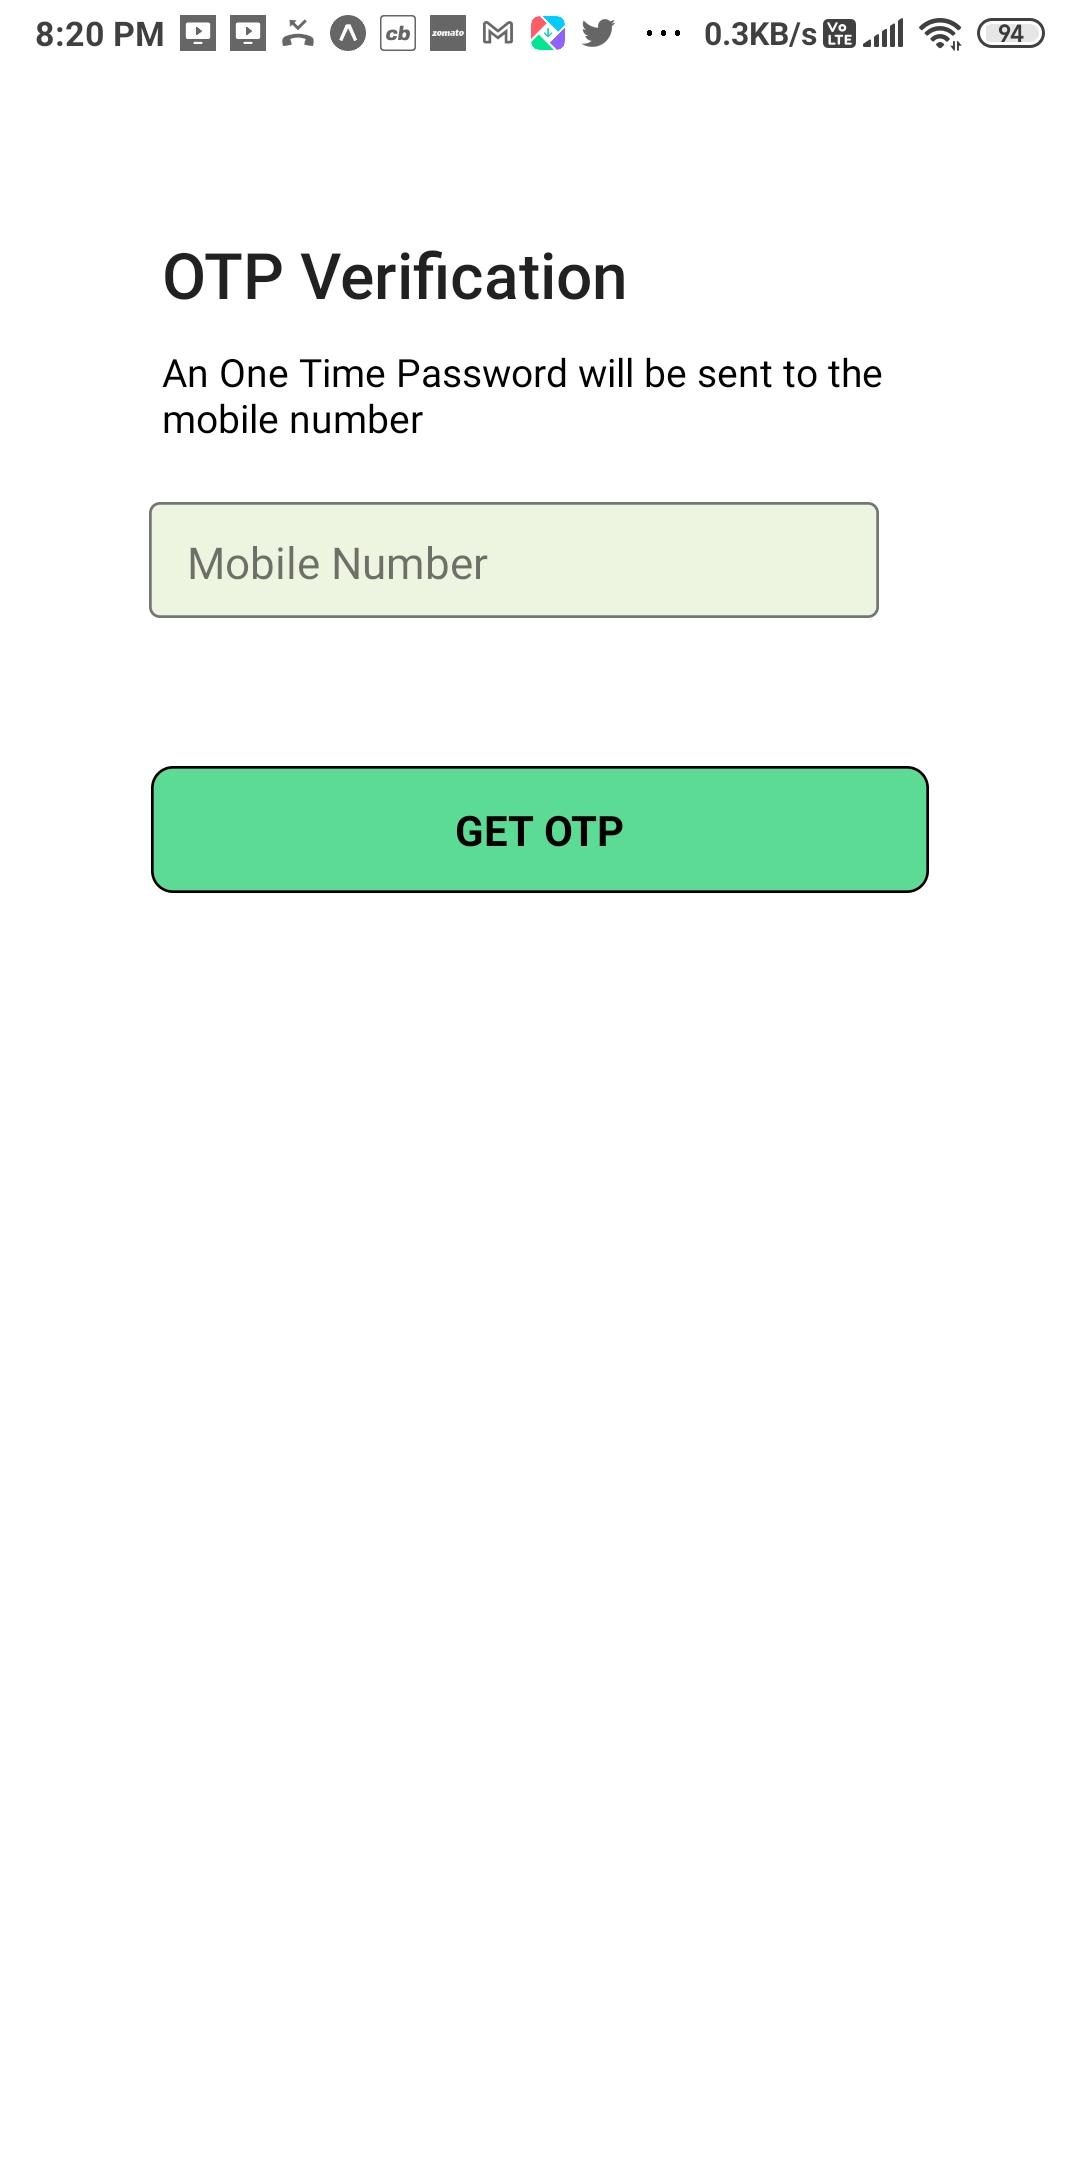 8:20 PM cb zomato ... 0.3KB/s Vo LTE 94
OTP Verification
An One Time Password will be sent to the
mobile number
Mobile Number
GET OTP